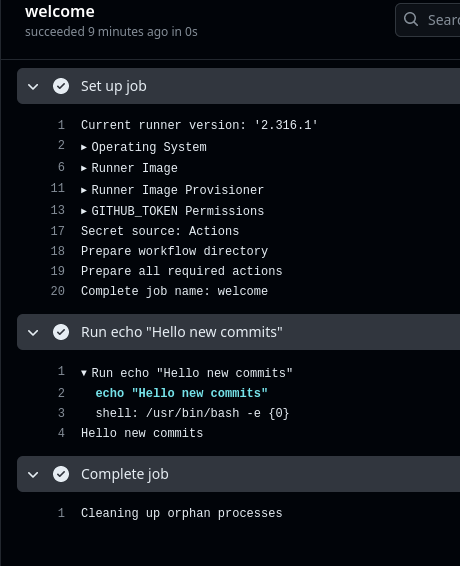 welcome
succeeded 9 minutes ago in 0s
Set up job
1 Current runner version: '2.316.1'
2 ▸ Operating System
6 ▸ Runner Image
11 ▸ Runner Image Provisioner
13 ▸ GITHUB_TOKEN Permissions
17 Secret source: Actions
18 Prepare workflow directory
19 Prepare all required actions
20 Complete job name: welcome
Run echo "Hello new commits"
1 ▾ Run echo "Hello new commits"
2 echo "Hello new commits"
3 shell: /usr/bin/bash -e {0}
4 Hello new commits
Complete job
1 Cleaning up orphan processes